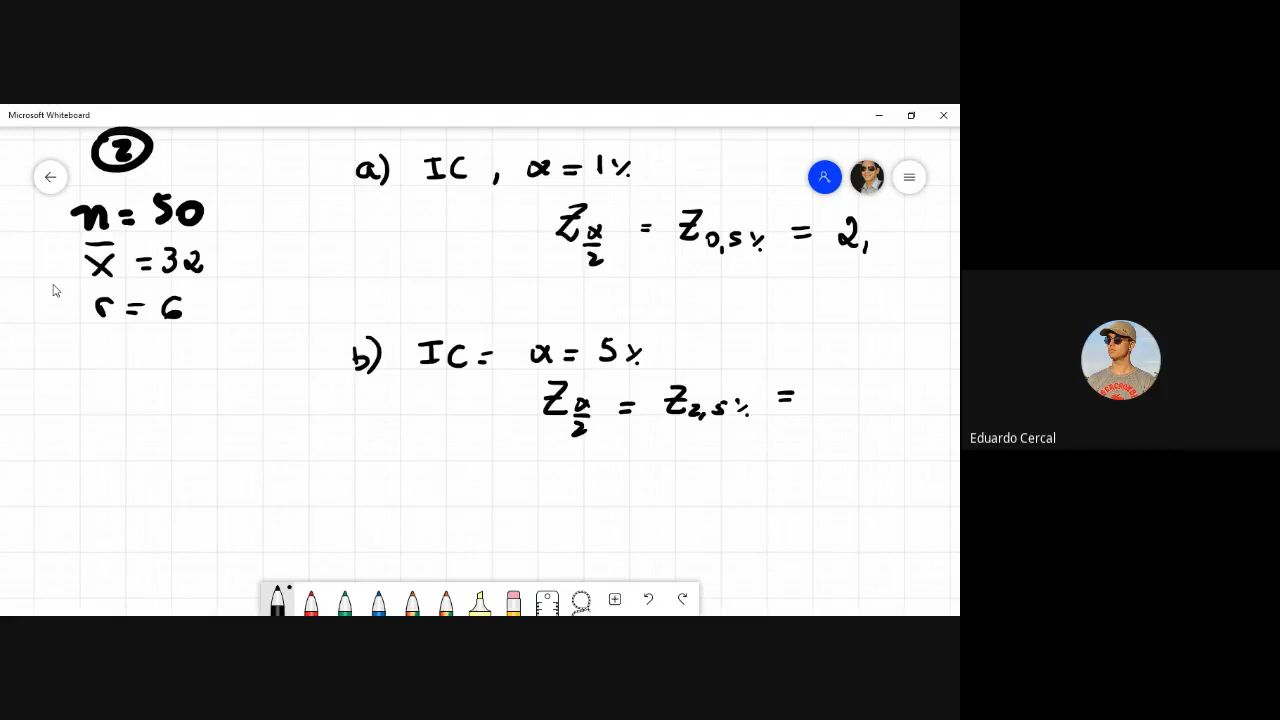 Microsoft Whiteboard
2
n = 50
x̄ = 32
σ = 6
a) IC , α = 1%
Z α/2 = Z 0,5% = 2,
b) IC = α = 5%
Z α/2 = Z 2,5% =
Eduardo Cercal